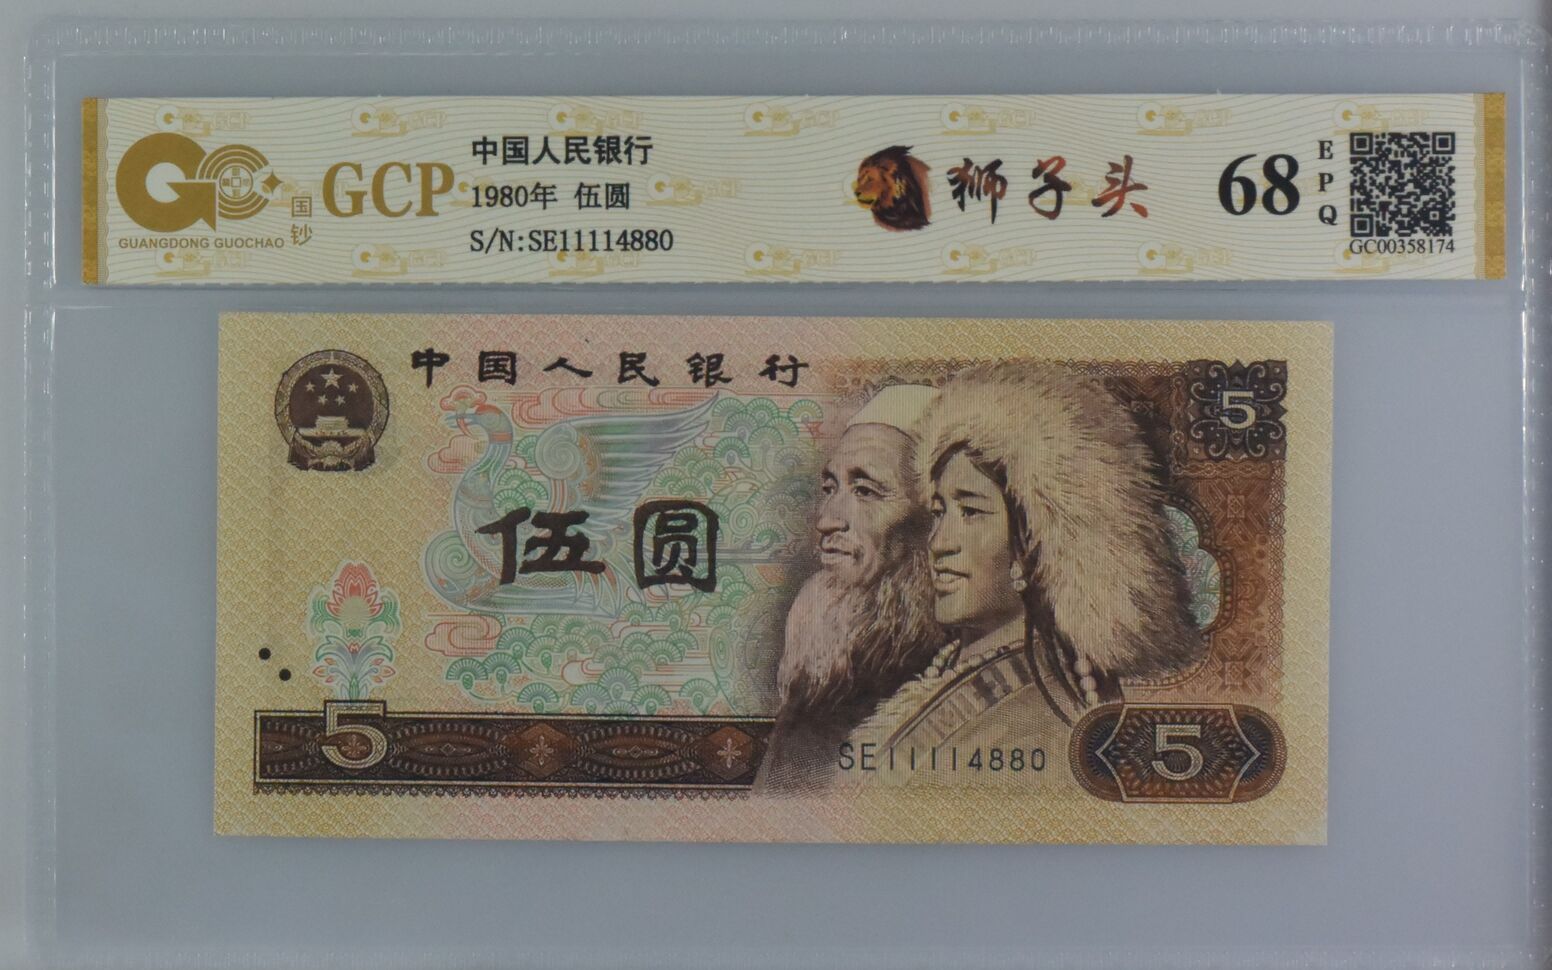 GUANGDONG GUOCHAO
国钞
GCP
中国人民银行
1980年 伍圆
S/N:SE11114880
狮子头
68
EPQ
GC00358174
中国人民银行
5
伍圆
5
SE11114880
5